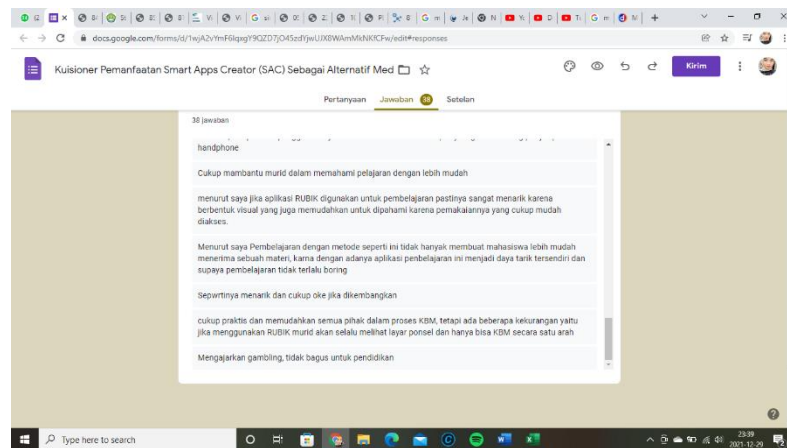 docs.google.com/forms/d/1wjA2vYmF6lqxgY9QZD7jO45zdYjwUJX8WAmMkNKfCFw/edit#responses
Kuisioner Pemanfaatan Smart Apps Creator (SAC) Sebagai Alternatif Med
Kirim
Pertanyaan Jawaban 38 Setelan
38 jawaban
handphone
Cukup mambantu murid dalam memahami pelajaran dengan lebih mudah
menurut saya jika aplikasi RUBIK digunakan untuk pembelajaran pastinya sangat menarik karena
berbentuk visual yang juga memudahkan untuk dipahami karena pemakaiannya yang cukup mudah
diakses.
Menurut saya Pembelajaran dengan metode seperti ini tidak hanyak membuat mahasiswa lebih mudah
menerima sebuah materi, karna dengan adanya aplikasi penbelajaran ini menjadi daya tarik tersendiri dan
supaya pembelajaran tidak terlalu boring
Sepwrtinya menarik dan cukup oke jika dikembangkan
cukup praktis dan memudahkan semua pihak dalam proses KBM, tetapi ada beberapa kekurangan yaitu
jika menggunakan RUBIK murid akan selalu melihat layar ponsel dan hanya bisa KBM secara satu arah
Mengajarkan gambling, tidak bagus untuk pendidikan
Type here to search
23:39
2021-12-29